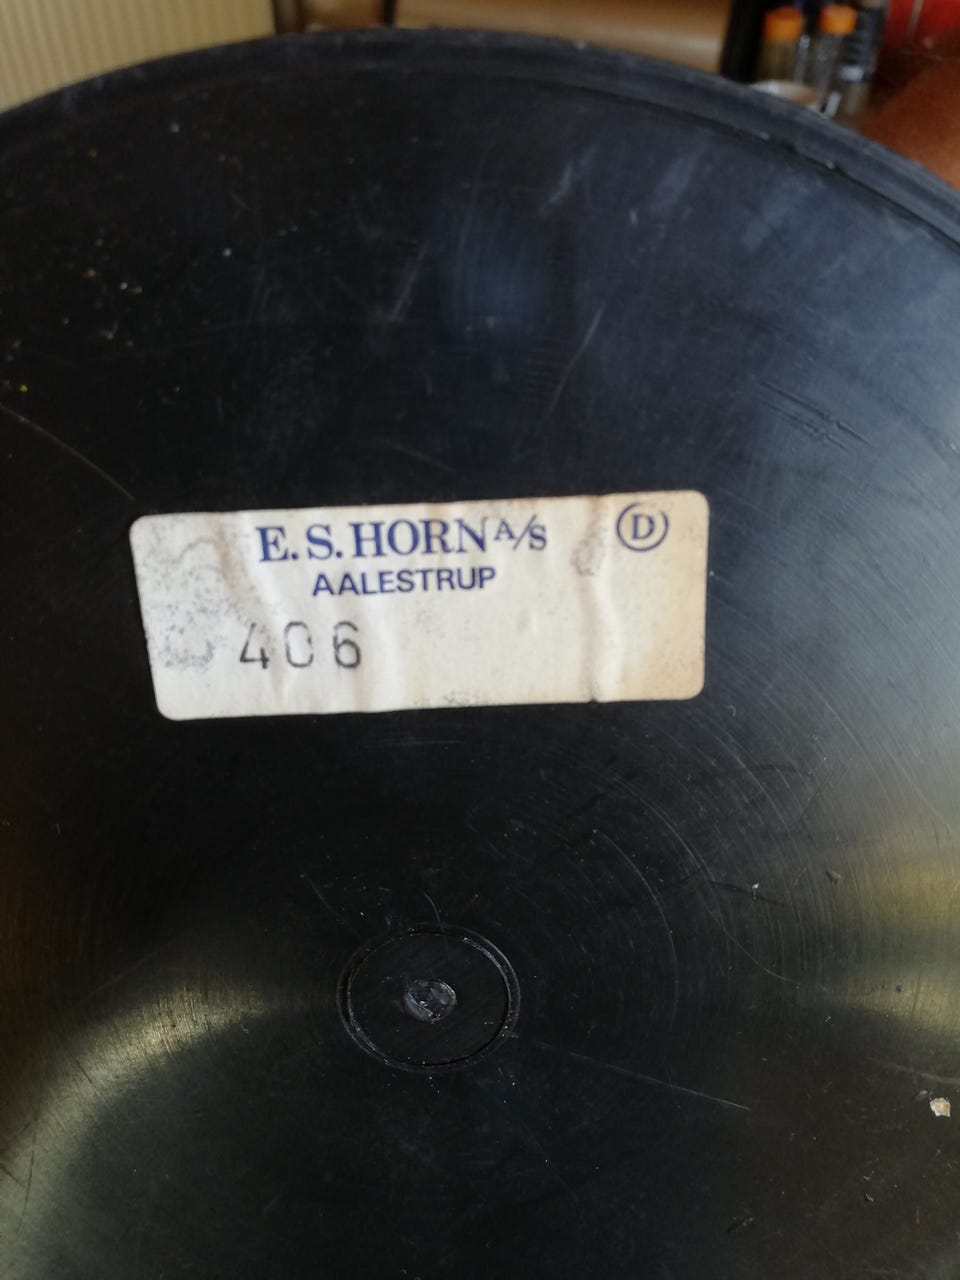 E. S. HORN A/S D
AALESTRUP
406